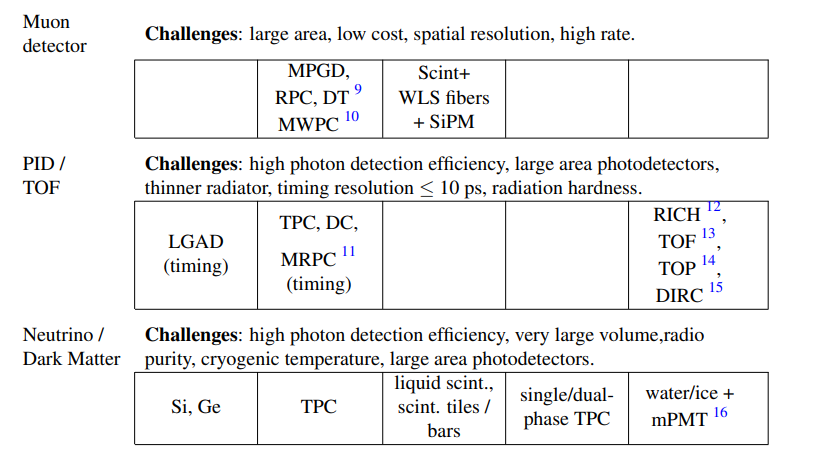 Muon
detector
Challenges: large area, low cost, spatial resolution, high rate.
MPGD,
RPC, DT 9
MWPC 10
Scint+
WLS fibers
+ SiPM
PID /
TOF
Challenges: high photon detection efficiency, large area photodetectors,
thinner radiator, timing resolution ≤ 10 ps, radiation hardness.
LGAD
(timing)
TPC, DC,
MRPC 11
(timing)
RICH 12,
TOF 13,
TOP 14,
DIRC 15
Neutrino /
Dark Matter
Challenges: high photon detection efficiency, very large volume,radio
purity, cryogenic temperature, large area photodetectors.
Si, Ge
TPC
liquid scint.,
scint. tiles /
bars
single/dual-
phase TPC
water/ice +
mPMT 16